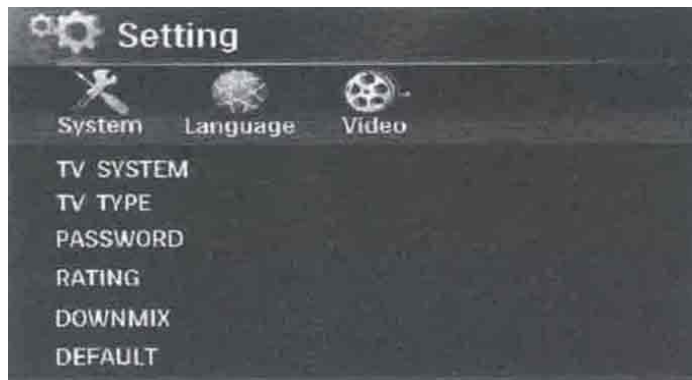 Setting
System Language Video
TV SYSTEM
TV TYPE
PASSWORD
RATING
DOWNMIX
DEFAULT